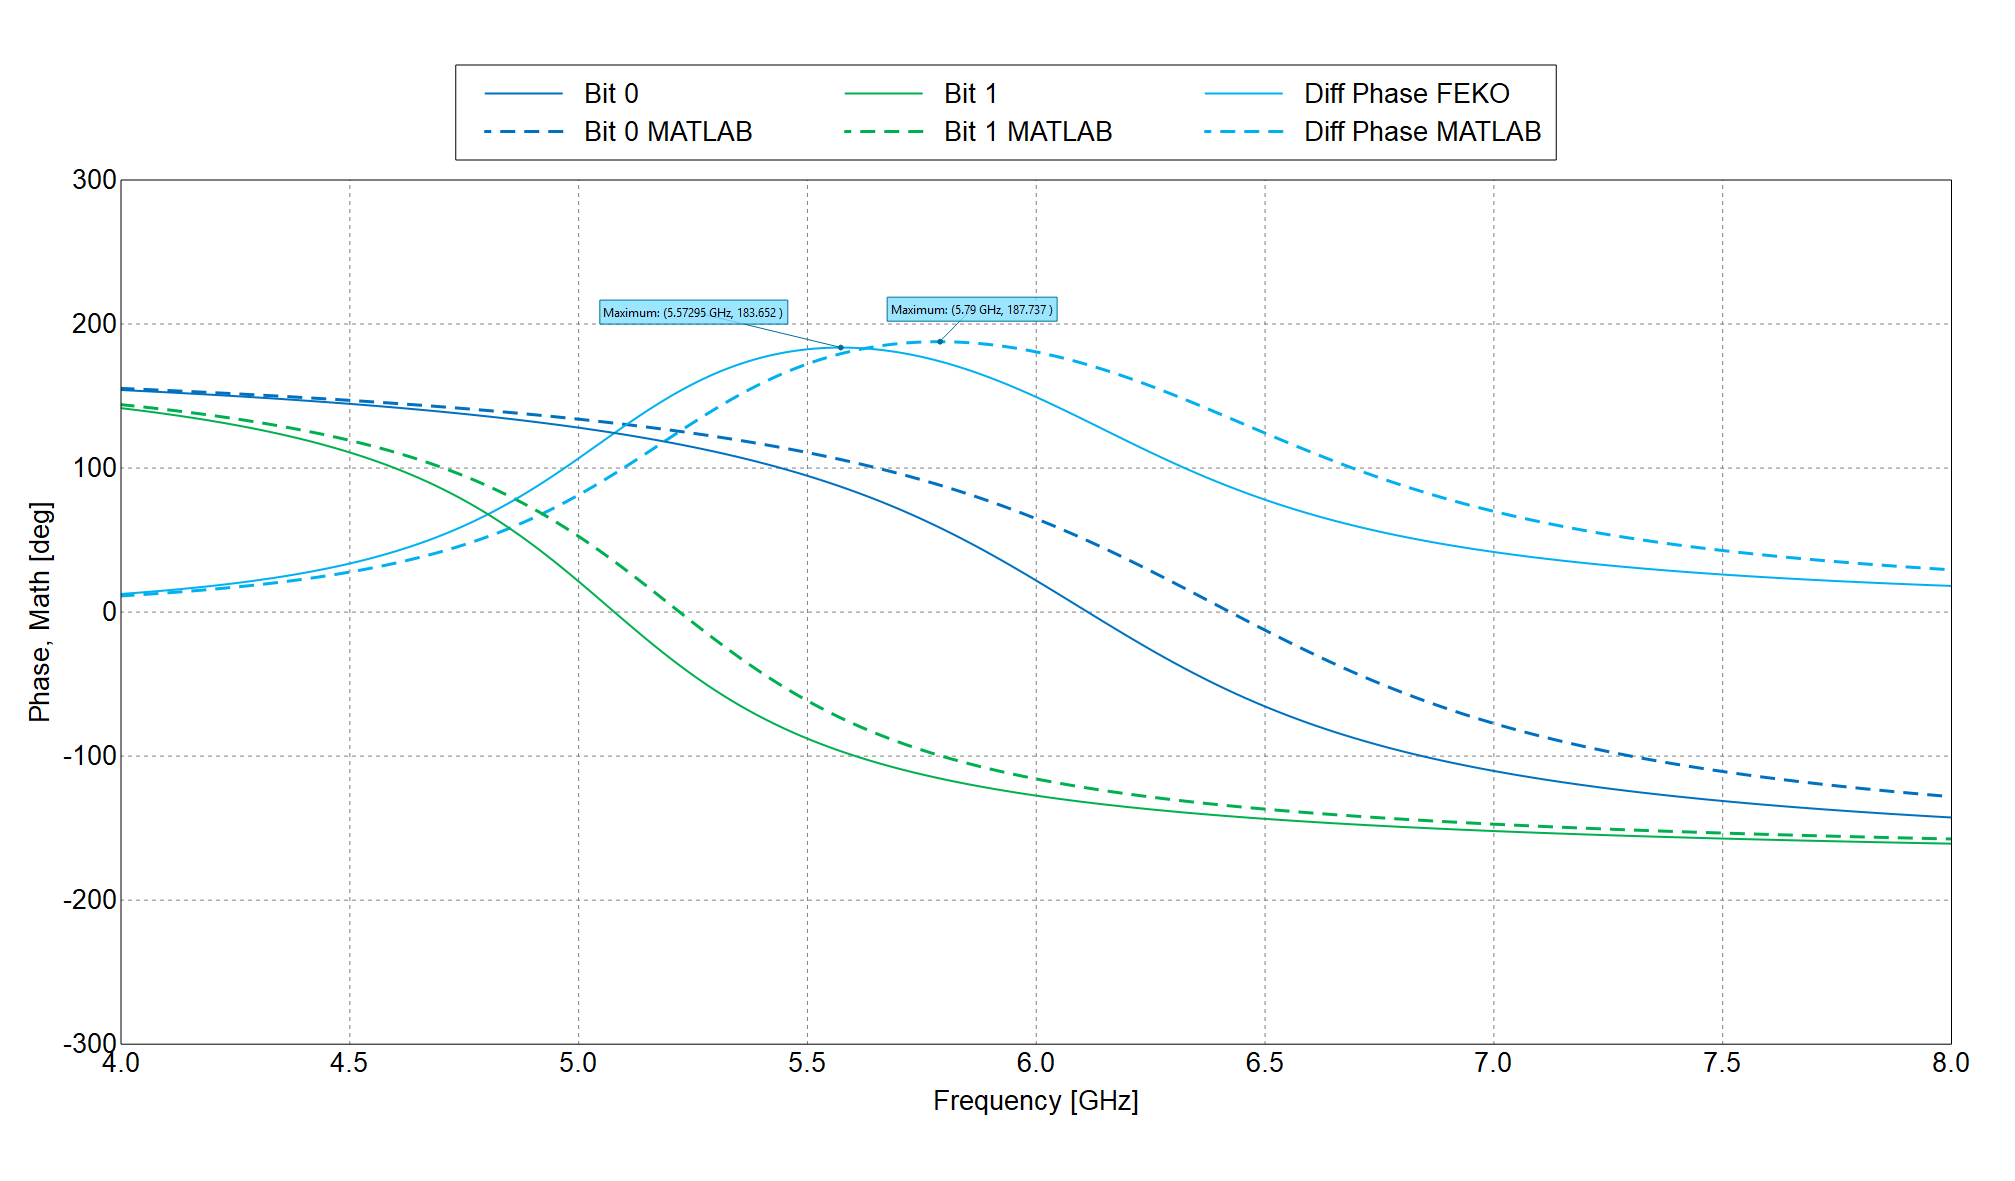 Bit 0 Bit 1 Diff Phase FEKO
Bit 0 MATLAB Bit 1 MATLAB Diff Phase MATLAB
300
200
100
0
-100
-200
-300
Phase, Math [deg]
Maximum: (5.57295 GHz, 183.652 )
Maximum: (5.79 GHz, 187.737 )
4.0 4.5 5.0 5.5 6.0 6.5 7.0 7.5 8.0
Frequency [GHz]